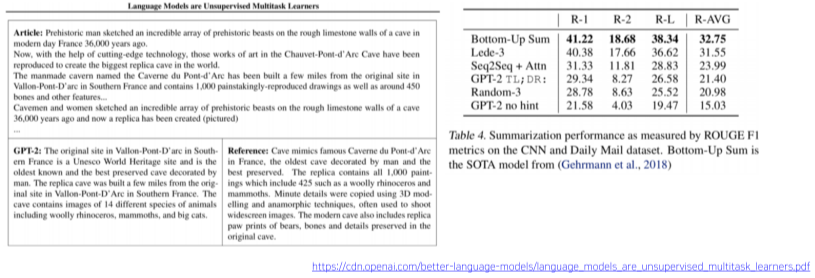 Language Models are Unsupervised Multitask Learners
Article: Prehistoric man sketched an incredible array of prehistoric beasts on the rough limestone walls of a cave in
modern day France 36,000 years ago.
Now, with the help of cutting-edge technology, those works of art in the Chauvet-Pont-d'Arc Cave have been
reproduced to create the biggest replica cave in the world.
The manmade cavern named the Caverne du Pont-d'Arc has been built a few miles from the original site in
Vallon-Pont-D'arc in Southern France and contains 1,000 painstakingly-reproduced drawings as well as around 450
bones and other features...
Cavemen and women sketched an incredible array of prehistoric beasts on the rough limestone walls of a cave
36,000 years ago and now a replica has been created (pictured)
...
GPT-2: The original site in Vallon-Pont-D'arc in South-
ern France is a Unesco World Heritage site and is the
oldest known and the best preserved cave decorated by
man. The replica cave was built a few miles from the orig-
inal site in Vallon-Pont-D'Arc in Southern France. The
cave contains images of 14 different species of animals
including woolly rhinoceros, mammoths, and big cats.
Reference: Cave mimics famous Caverne du Pont-d'Arc
in France, the oldest cave decorated by man and the
best preserved. The replica contains all 1,000 paint-
ings which include 425 such as a woolly rhinoceros and
mammoths. Minute details were copied using 3D mod-
elling and anamorphic techniques, often used to shoot
widescreen images. The modern cave also includes replica
paw prints of bears, bones and details preserved in the
original cave.
R-1 R-2 R-L R-AVG
Bottom-Up Sum 41.22 18.68 38.34 32.75
Lede-3 40.38 17.66 36.62 31.55
Seq2Seq + Attn 31.33 11.81 28.83 23.99
GPT-2 TL;DR: 29.34 8.27 26.58 21.40
Random-3 28.78 8.63 25.52 20.98
GPT-2 no hint 21.58 4.03 19.47 15.03
Table 4. Summarization performance as measured by ROUGE F1
metrics on the CNN and Daily Mail dataset. Bottom-Up Sum is
the SOTA model from (Gehrmann et al., 2018)
https://cdn.openai.com/better-language-models/language_models_are_unsupervised_multitask_learners.pdf